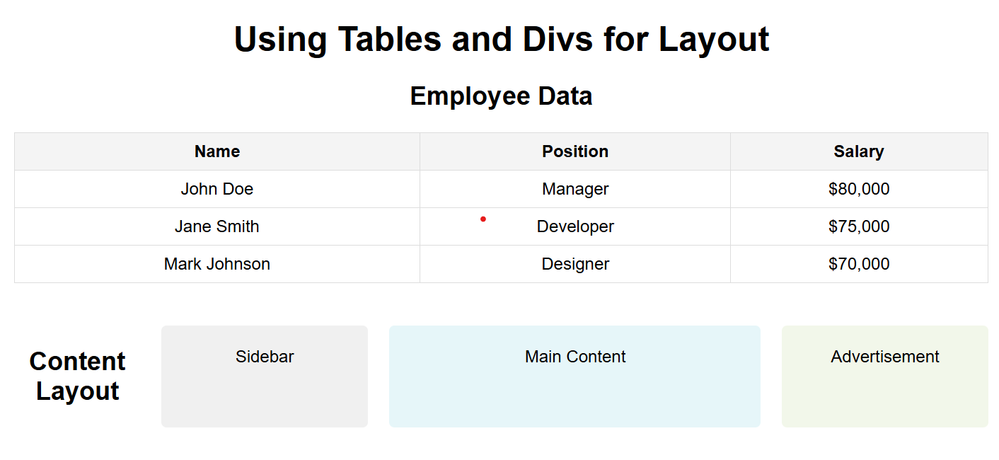 Using Tables and Divs for Layout
Employee Data
Name Position Salary
John Doe Manager $80,000
Jane Smith Developer $75,000
Mark Johnson Designer $70,000
Content
Layout
Sidebar
Main Content
Advertisement